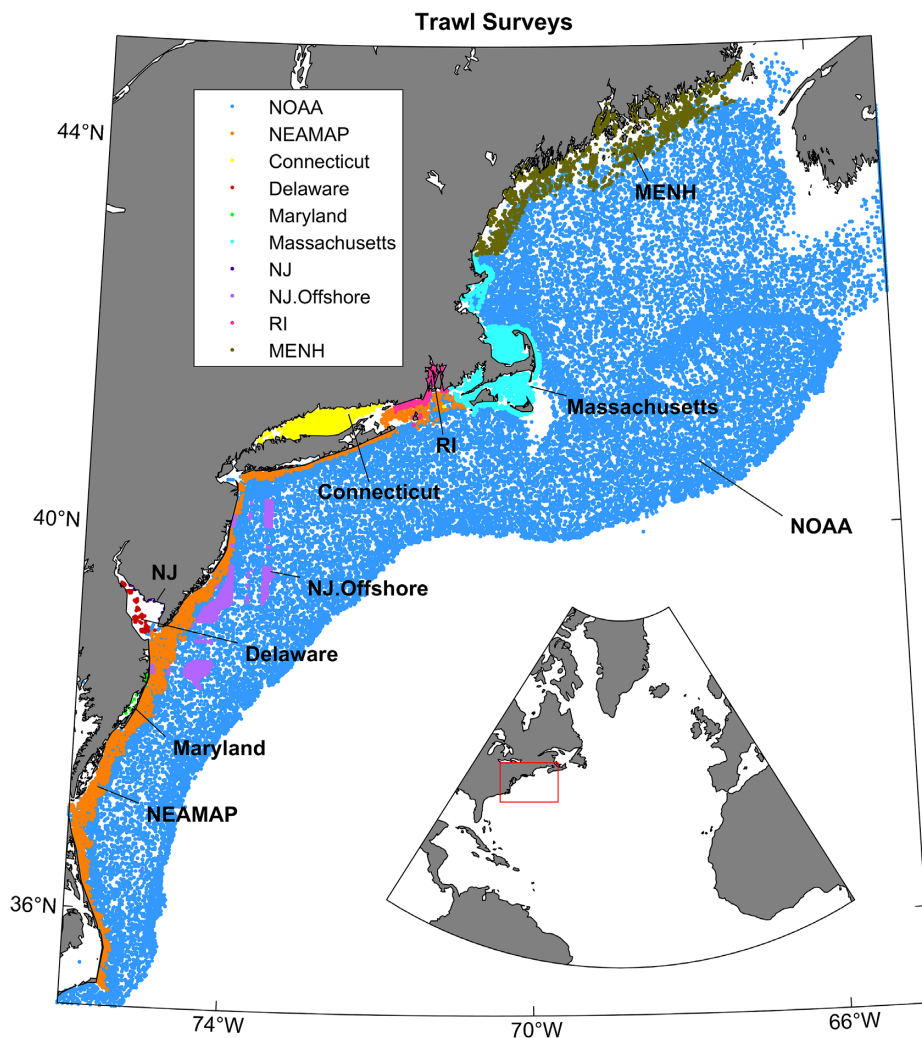 Trawl Surveys
44°N
NOAA
NEAMAP
Connecticut
Delaware
Maryland
Massachusetts
NJ
NJ.Offshore
RI
MENH
MENH
Massachusetts
RI
Connecticut
40°N
NOAA
NJ
NJ.Offshore
Delaware
Maryland
NEAMAP
36°N
74°W
70°W
66°W